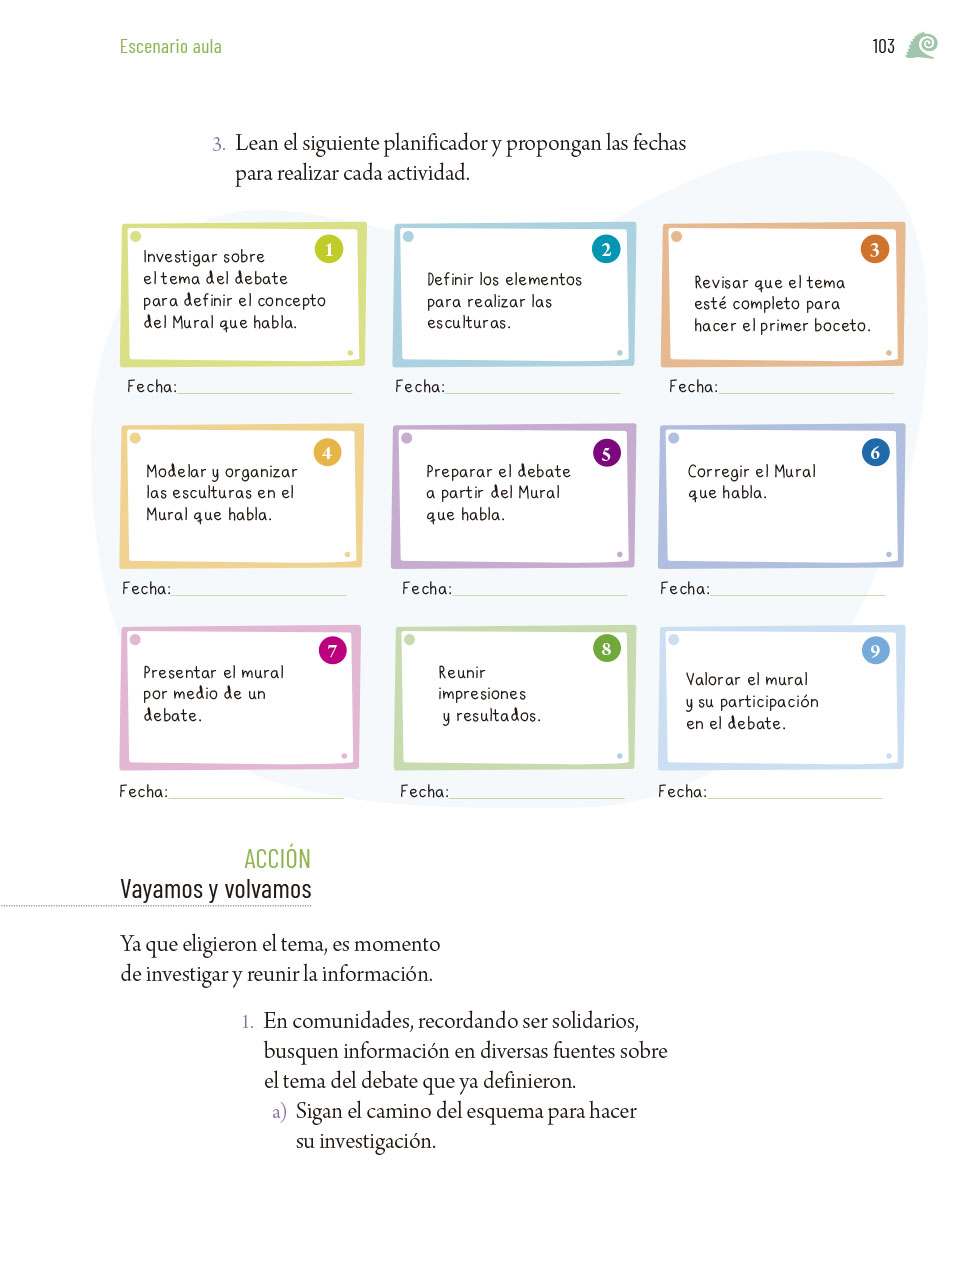 Escenario aula
103
3. Lean el siguiente planificador y propongan las fechas
para realizar cada actividad.
1
Investigar sobre
el tema del debate
para definir el concepto
del Mural que habla.
Fecha:
2
Definir los elementos
para realizar las
esculturas.
Fecha:
3
Revisar que el tema
esté completo para
hacer el primer boceto.
Fecha:
4
Modelar y organizar
las esculturas en el
Mural que habla.
Fecha:
5
Preparar el debate
a partir del Mural
que habla.
Fecha:
6
Corregir el Mural
que habla.
Fecha:
7
Presentar el mural
por medio de un
debate.
Fecha:
8
Reunir
impresiones
y resultados.
Fecha:
9
Valorar el mural
y su participación
en el debate.
Fecha:
ACCIÓN
Vayamos y volvamos
Ya que eligieron el tema, es momento
de investigar y reunir la información.
1. En comunidades, recordando ser solidarios,
busquen información en diversas fuentes sobre
el tema del debate que ya definieron.
a) Sigan el camino del esquema para hacer
su investigación.